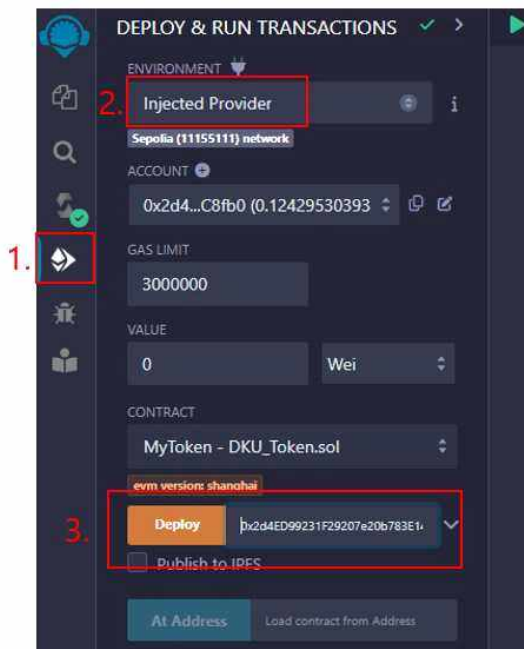 DEPLOY & RUN TRANSACTIONS
ENVIRONMENT
2.
Injected Provider
i
Sepolia (11155111) network
ACCOUNT
0x2d4...C8fb0 (0.12429530393
1.
GAS LIMIT
3000000
VALUE
0 Wei
CONTRACT
MyToken - DKU_Token.sol
evm version: shanghai
3.
Deploy 0x2d4ED99231F29207e20b783E14
Publish to IPFS
At Address Load contract from Address